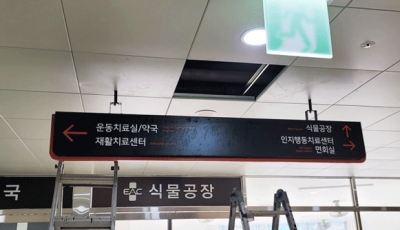 운동치료실/약국
재활치료센터
식물공장
인지행동치료센터
면회실
국
EAC 식물공장